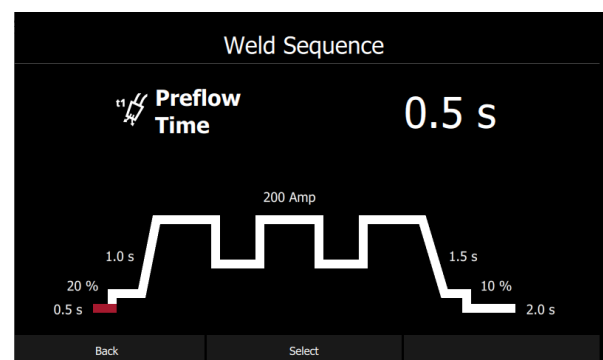 Weld Sequence
t1
Preflow
Time
0.5 s
200 Amp
1.0 s
1.5 s
20 %
10 %
0.5 s
2.0 s
Back
Select